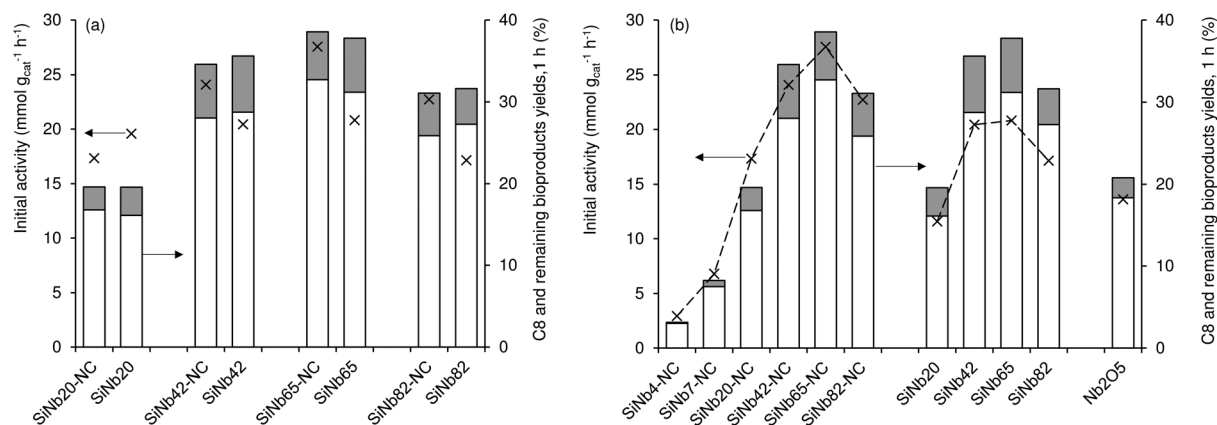 (a)
Initial activity (mmol g_cat^-1 h^-1)
30
25
20
15
10
5
0
40
30
20
10
0
C8 and remaining bioproducts yields,1 h (%)
SiNb20-NC
SiNb20
SiNb42-NC
SiNb42
SiNb65-NC
SiNb65
SiNb82-NC
SiNb82
(b)
Initial activity (mmol g_cat^-1 h^-1)
30
25
20
15
10
5
0
40
30
20
10
0
C8 and remaining bioproducts yields, 1 h (%)
SiNb4-NC
SiNb7-NC
SiNb20-NC
SiNb42-NC
SiNb65-NC
SiNb82-NC
SiNb20
SiNb42
SiNb65
SiNb82
Nb2O5